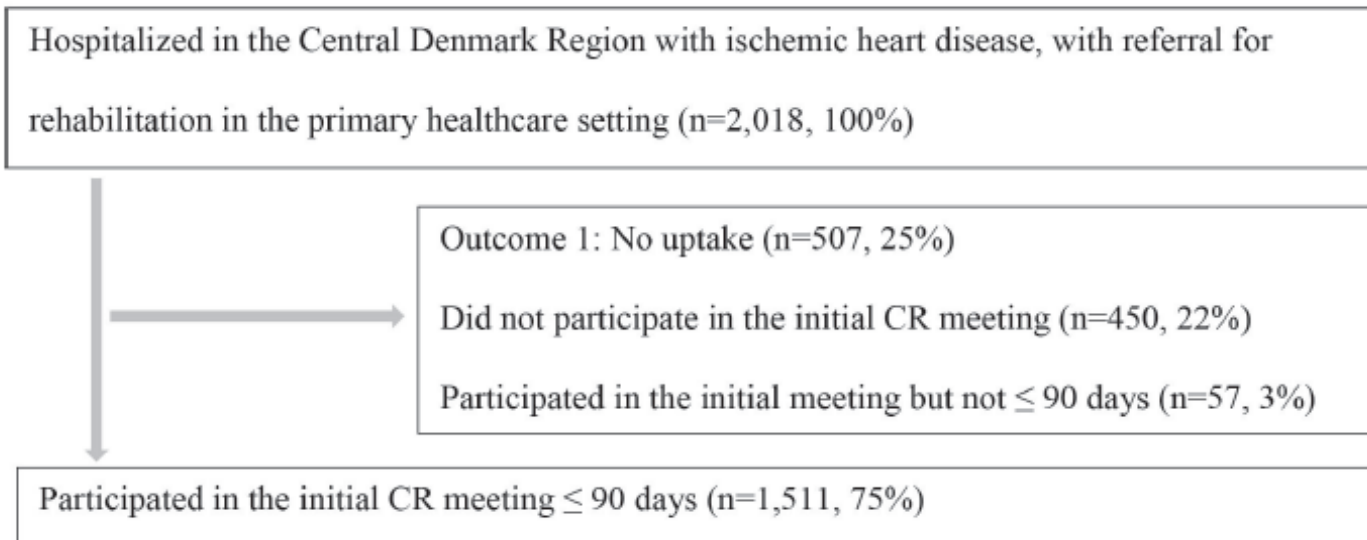 Hospitalized in the Central Denmark Region with ischemic heart disease, with referral for
rehabilitation in the primary healthcare setting (n=2,018, 100%)
Outcome 1: No uptake (n=507, 25%)
Did not participate in the initial CR meeting (n=450, 22%)
Participated in the initial meeting but not ≤ 90 days (n=57, 3%)
Participated in the initial CR meeting ≤ 90 days (n=1,511, 75%)